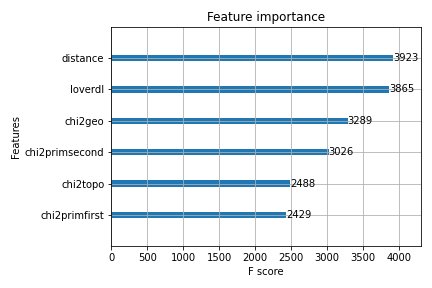 Feature importance
Features
distance 3923
loverdl 3865
chi2geo 3289
chi2primsecond 3026
chi2topo 2488
chi2primfirst 2429
0 500 1000 1500 2000 2500 3000 3500 4000
F score